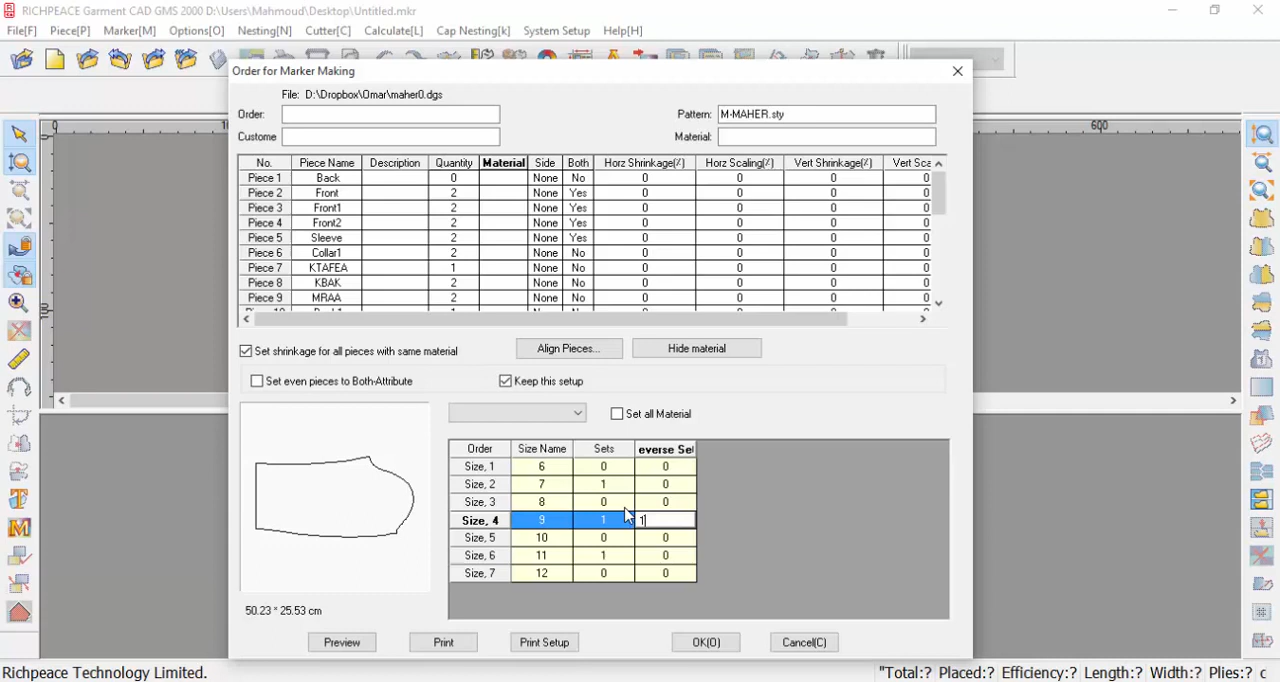 RICHPEACE Garment CAD GMS 2000 D:\Users\Mahmoud\Desktop\Untitled.mkr
File[F] Piece[P] Marker[M] Options[O] Nesting[N] Cutter[C] Calculate[L] Cap Nesting[k] System Setup Help[H]
Order for Marker Making
File: D:\Dropbox\Omar\maher0.dgs
Order: Pattern: M-MAHER.sty
Custome Material:
0 600
100
No. Piece Name Description Quantity Material Side Both Horz Shrinkage(%) Horz Scaling(%) Vert Shrinkage(%) Vert Sca
Piece 1 Back 0 None No 0 0 0 0
Piece 2 Front 2 None Yes 0 0 0 0
Piece 3 Front1 2 None Yes 0 0 0 0
Piece 4 Front2 2 None Yes 0 0 0 0
Piece 5 Sleeve 2 None Yes 0 0 0 0
Piece 6 Collar1 2 None No 0 0 0 0
Piece 7 KTAFEA 1 None No 0 0 0 0
Piece 8 KBAK 2 None No 0 0 0 0
Piece 9 MRAA 2 None No 0 0 0 0
Set shrinkage for all pieces with same material Align Pieces... Hide material
Set even pieces to Both-Attribute Keep this setup
Set all Material
Order Size Name Sets everse Set
Size, 1 6 0 0
Size, 2 7 1 0
Size, 3 8 0 0
Size, 4 9 1 1
Size, 5 10 0 0
Size, 6 11 1 0
Size, 7 12 0 0
50.23 * 25.53 cm
Preview Print Print Setup OK(O) Cancel(C)
Richpeace Technology Limited. "Total:? Placed:? Efficiency:? Length:? Width:? Plies:? c